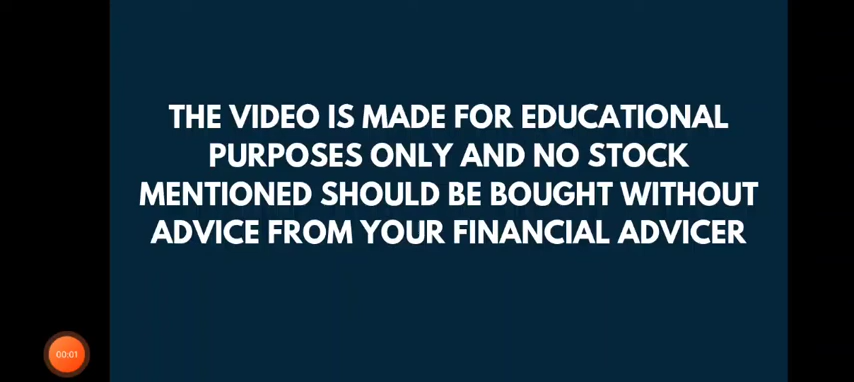 THE VIDEO IS MADE FOR EDUCATIONAL
PURPOSES ONLY AND NO STOCK
MENTIONED SHOULD BE BOUGHT WITHOUT
ADVICE FROM YOUR FINANCIAL ADVICER
00:01